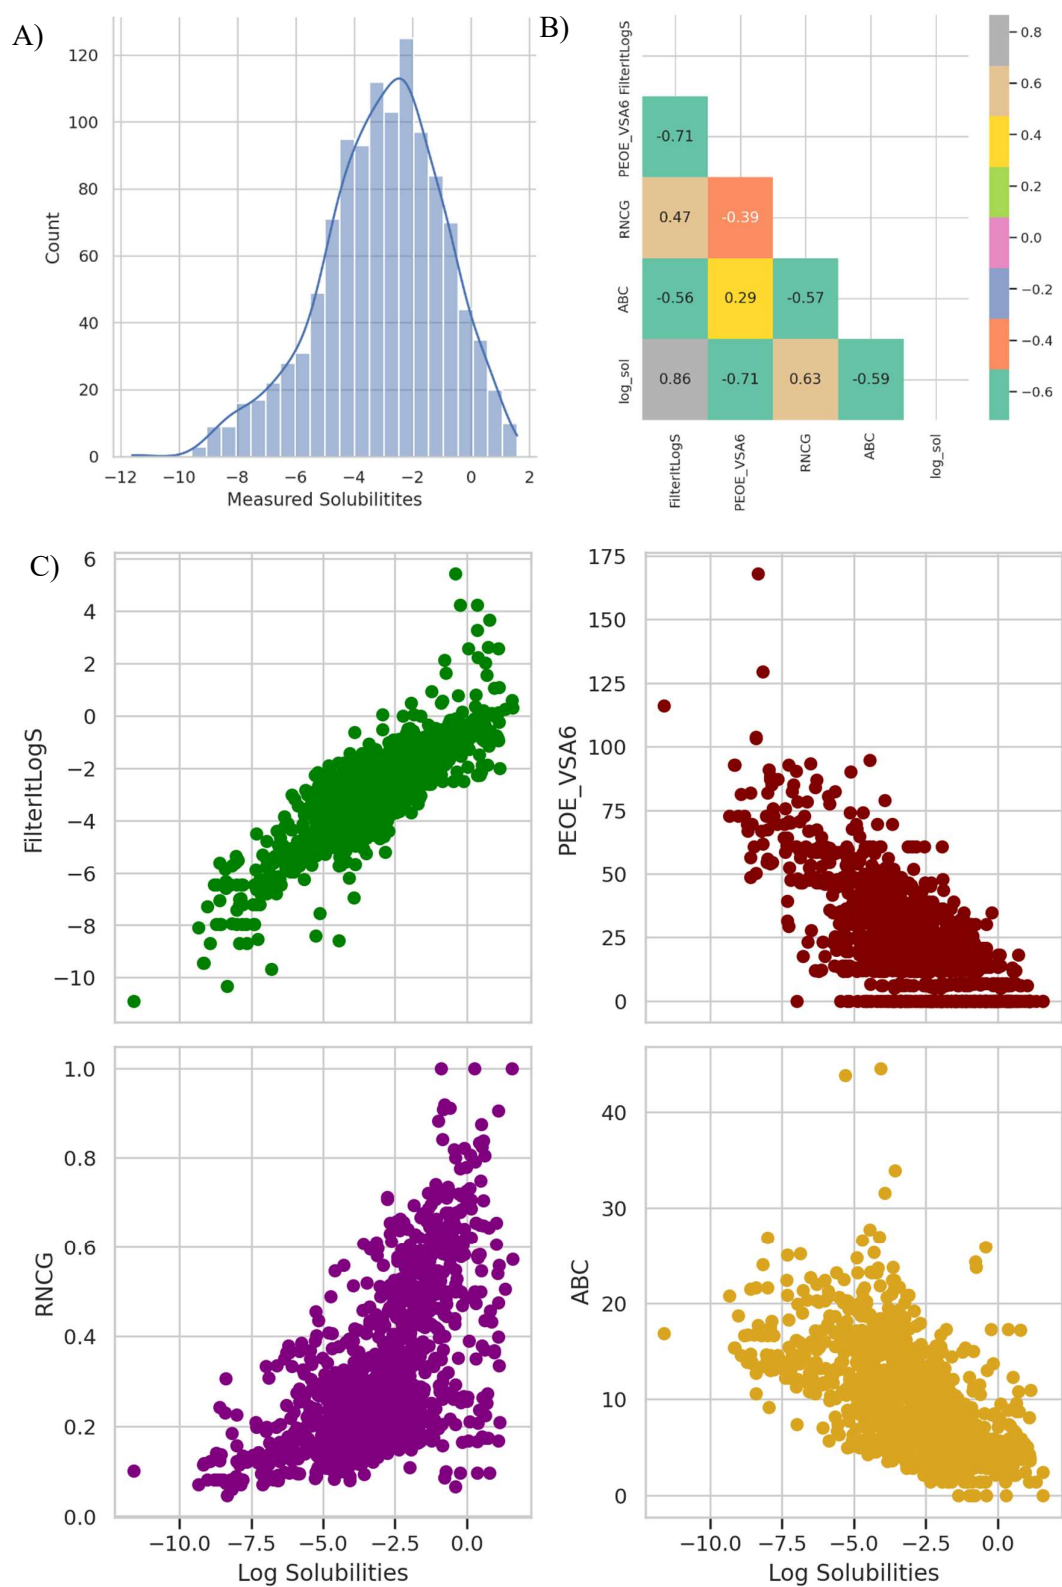 A)
120
100
80
60
40
20
0
Count
−12 −10 −8 −6 −4 −2 0 2
Measured Solubilitites
B)
FilterItLogS
PEOE_VSA6
RNCG
ABC
log_sol
-0.71
0.47 -0.39
-0.56 0.29 -0.57
0.86 -0.71 0.63 -0.59
FilterItLogS
PEOE_VSA6
RNCG
ABC
log_sol
0.8
0.6
0.4
0.2
0.0
−0.2
−0.4
−0.6
C)
6
4
2
0
−2
−4
−6
−8
−10
FilterItLogS
175
150
125
100
75
50
25
0
PEOE_VSA6
1.0
0.8
0.6
0.4
0.2
0.0
RNCG
−10.0 −7.5 −5.0 −2.5 0.0
Log Solubilities
40
30
20
10
0
ABC
−10.0 −7.5 −5.0 −2.5 0.0
Log Solubilities